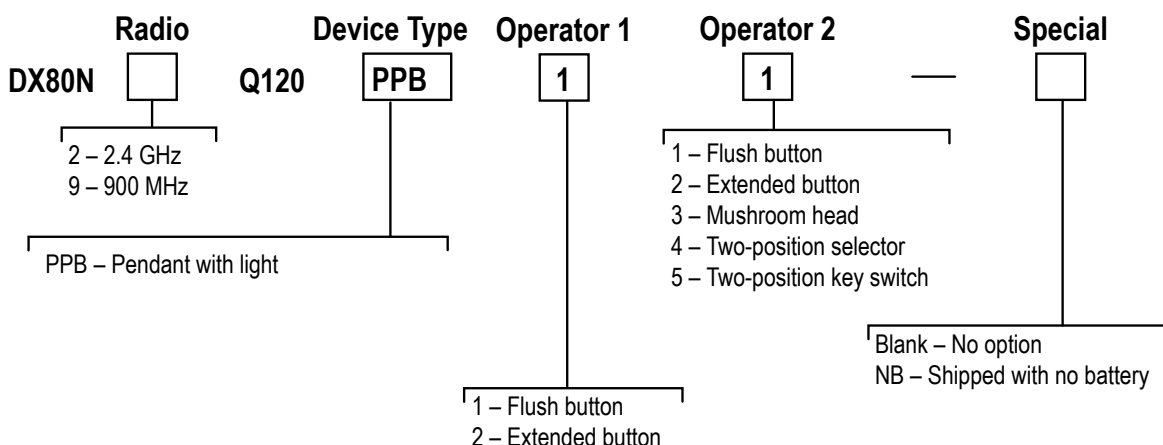 Radio Device Type Operator 1 Operator 2 Special
DX80N Q120 PPB 1 1 —
2 – 2.4 GHz
9 – 900 MHz
1 – Flush button
2 – Extended button
3 – Mushroom head
4 – Two-position selector
5 – Two-position key switch
PPB – Pendant with light
Blank – No option
NB – Shipped with no battery
1 – Flush button
2 – Extended button